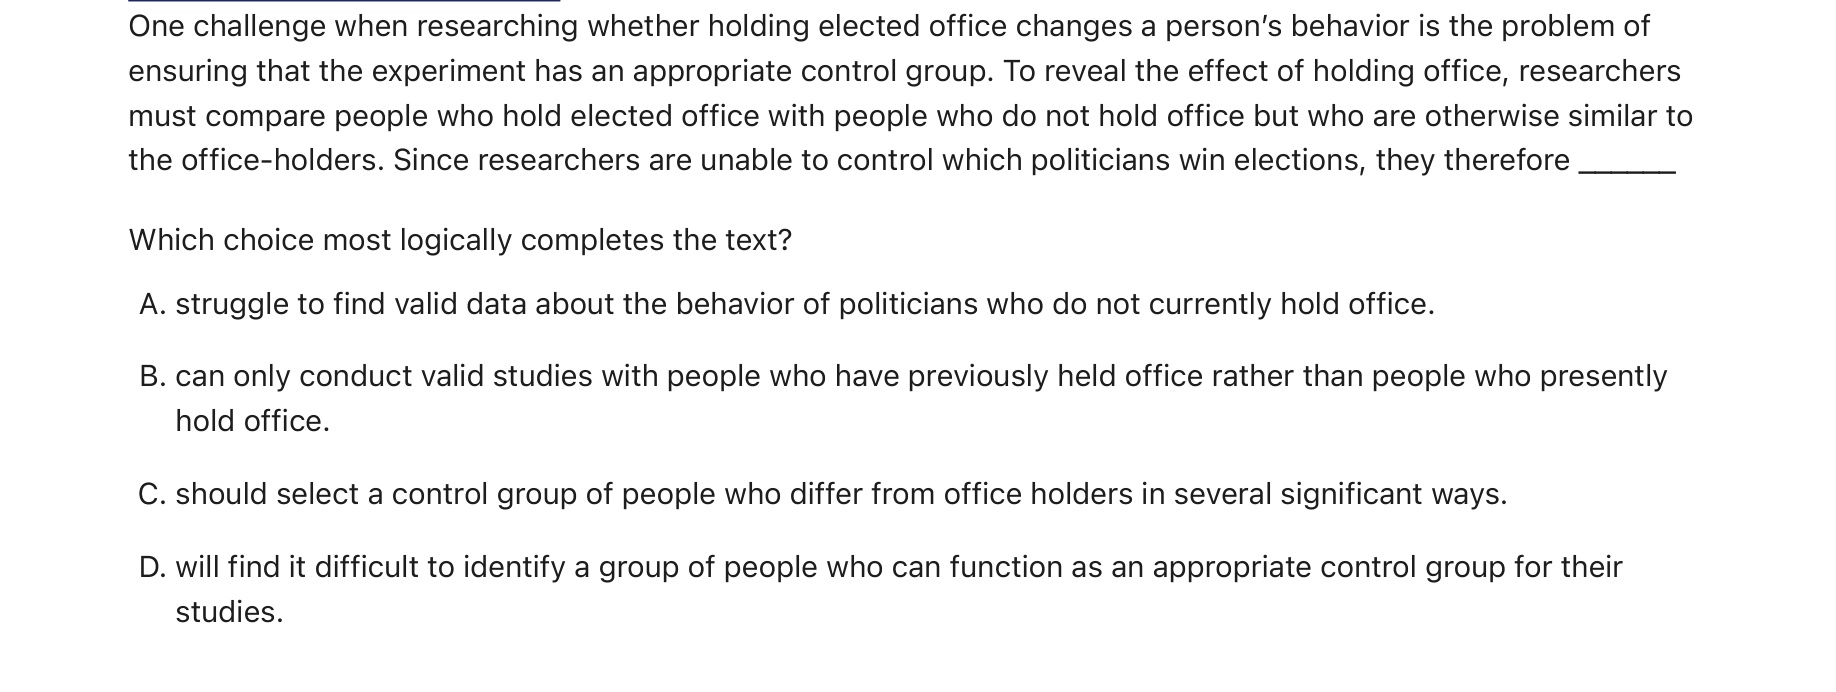 One challenge when researching whether holding elected office changes a person’s behavior is the problem of
ensuring that the experiment has an appropriate control group. To reveal the effect of holding office, researchers
must compare people who hold elected office with people who do not hold office but who are otherwise similar to
the office-holders. Since researchers are unable to control which politicians win elections, they therefore ______
Which choice most logically completes the text?
A. struggle to find valid data about the behavior of politicians who do not currently hold office.
B. can only conduct valid studies with people who have previously held office rather than people who presently
hold office.
C. should select a control group of people who differ from office holders in several significant ways.
D. will find it difficult to identify a group of people who can function as an appropriate control group for their
studies.